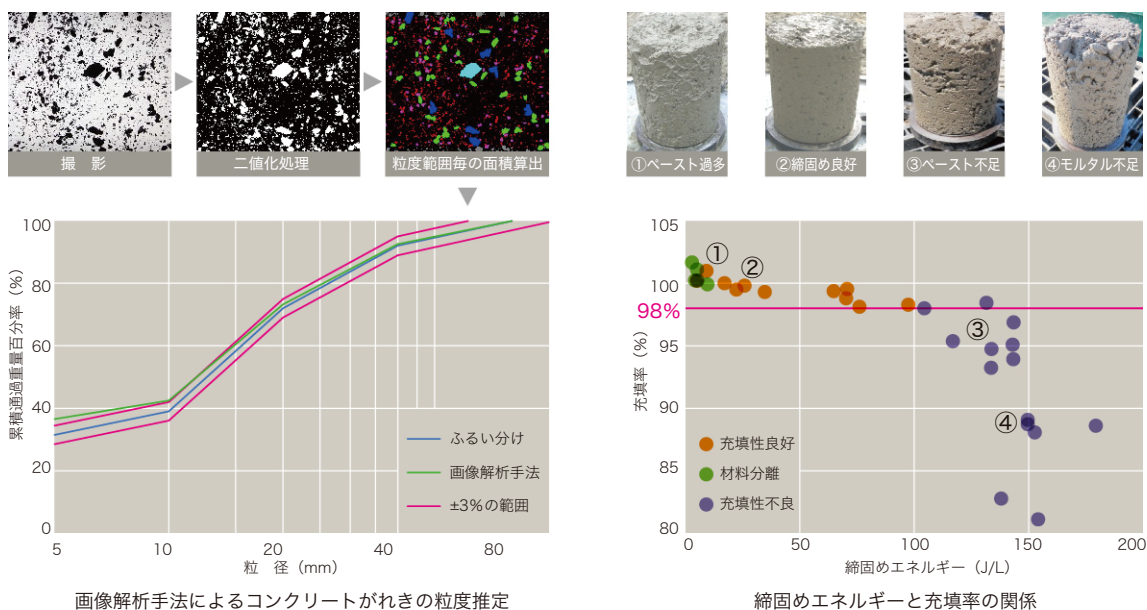 撮　影
二値化処理
粒度範囲毎の面積算出
①ペースト過多
②締固め良好
③ペースト不足
④モルタル不足
100
80
60
40
20
0
累積通過重量百分率（%）
ふるい分け
画像解析手法
±3%の範囲
5
10
20
40
80
粒　径（mm）
画像解析手法によるコンクリートがれきの粒度推定
105
100
98%
95
90
85
80
充填率（%）
①
②
③
④
充填性良好
材料分離
充填性不良
0
50
100
150
200
締固めエネルギー（J/L）
締固めエネルギーと充填率の関係